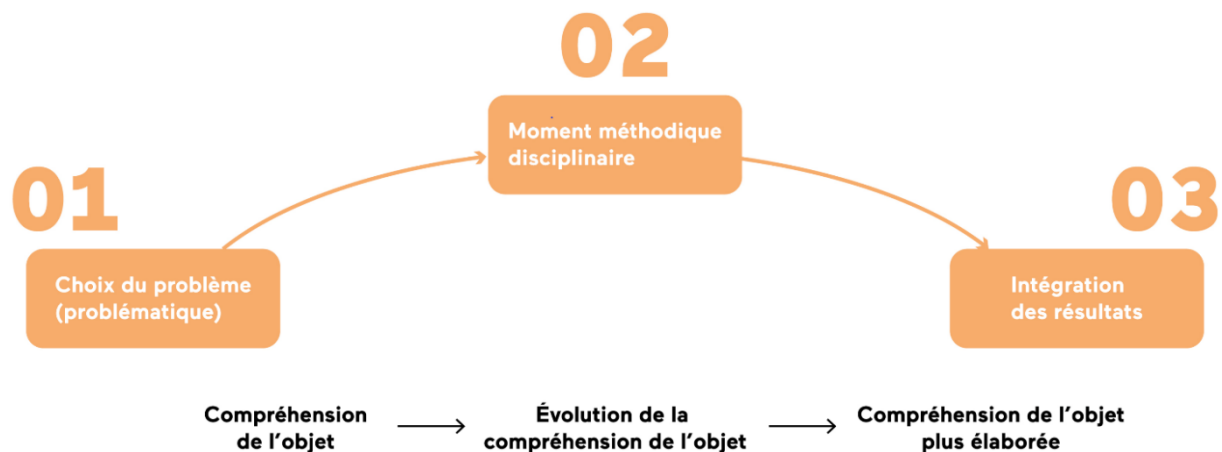 01
Choix du problème
(problématique)
02
Moment méthodique
disciplinaire
03
Intégration
des résultats
Compréhension
de l'objet
Évolution de la
compréhension de l'objet
Compréhension de l'objet
plus élaborée